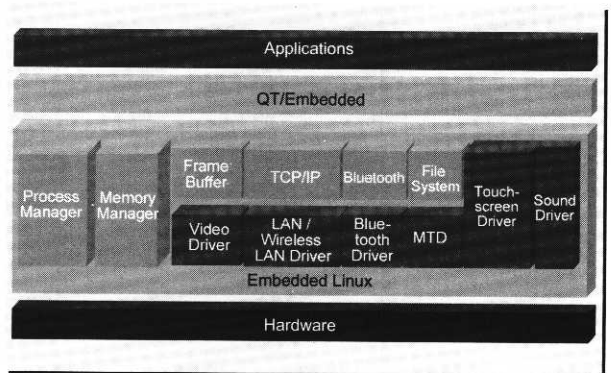 Applications
QT/Embedded
Process
Manager
Memory
Manager
Frame
Buffer
TCP/IP
Bluetooth
File
System
Video
Driver
LAN /
Wireless
LAN Driver
Blue-
tooth
Driver
MTD
Touch-
screen
Driver
Sound
Driver
Embedded Linux
Hardware